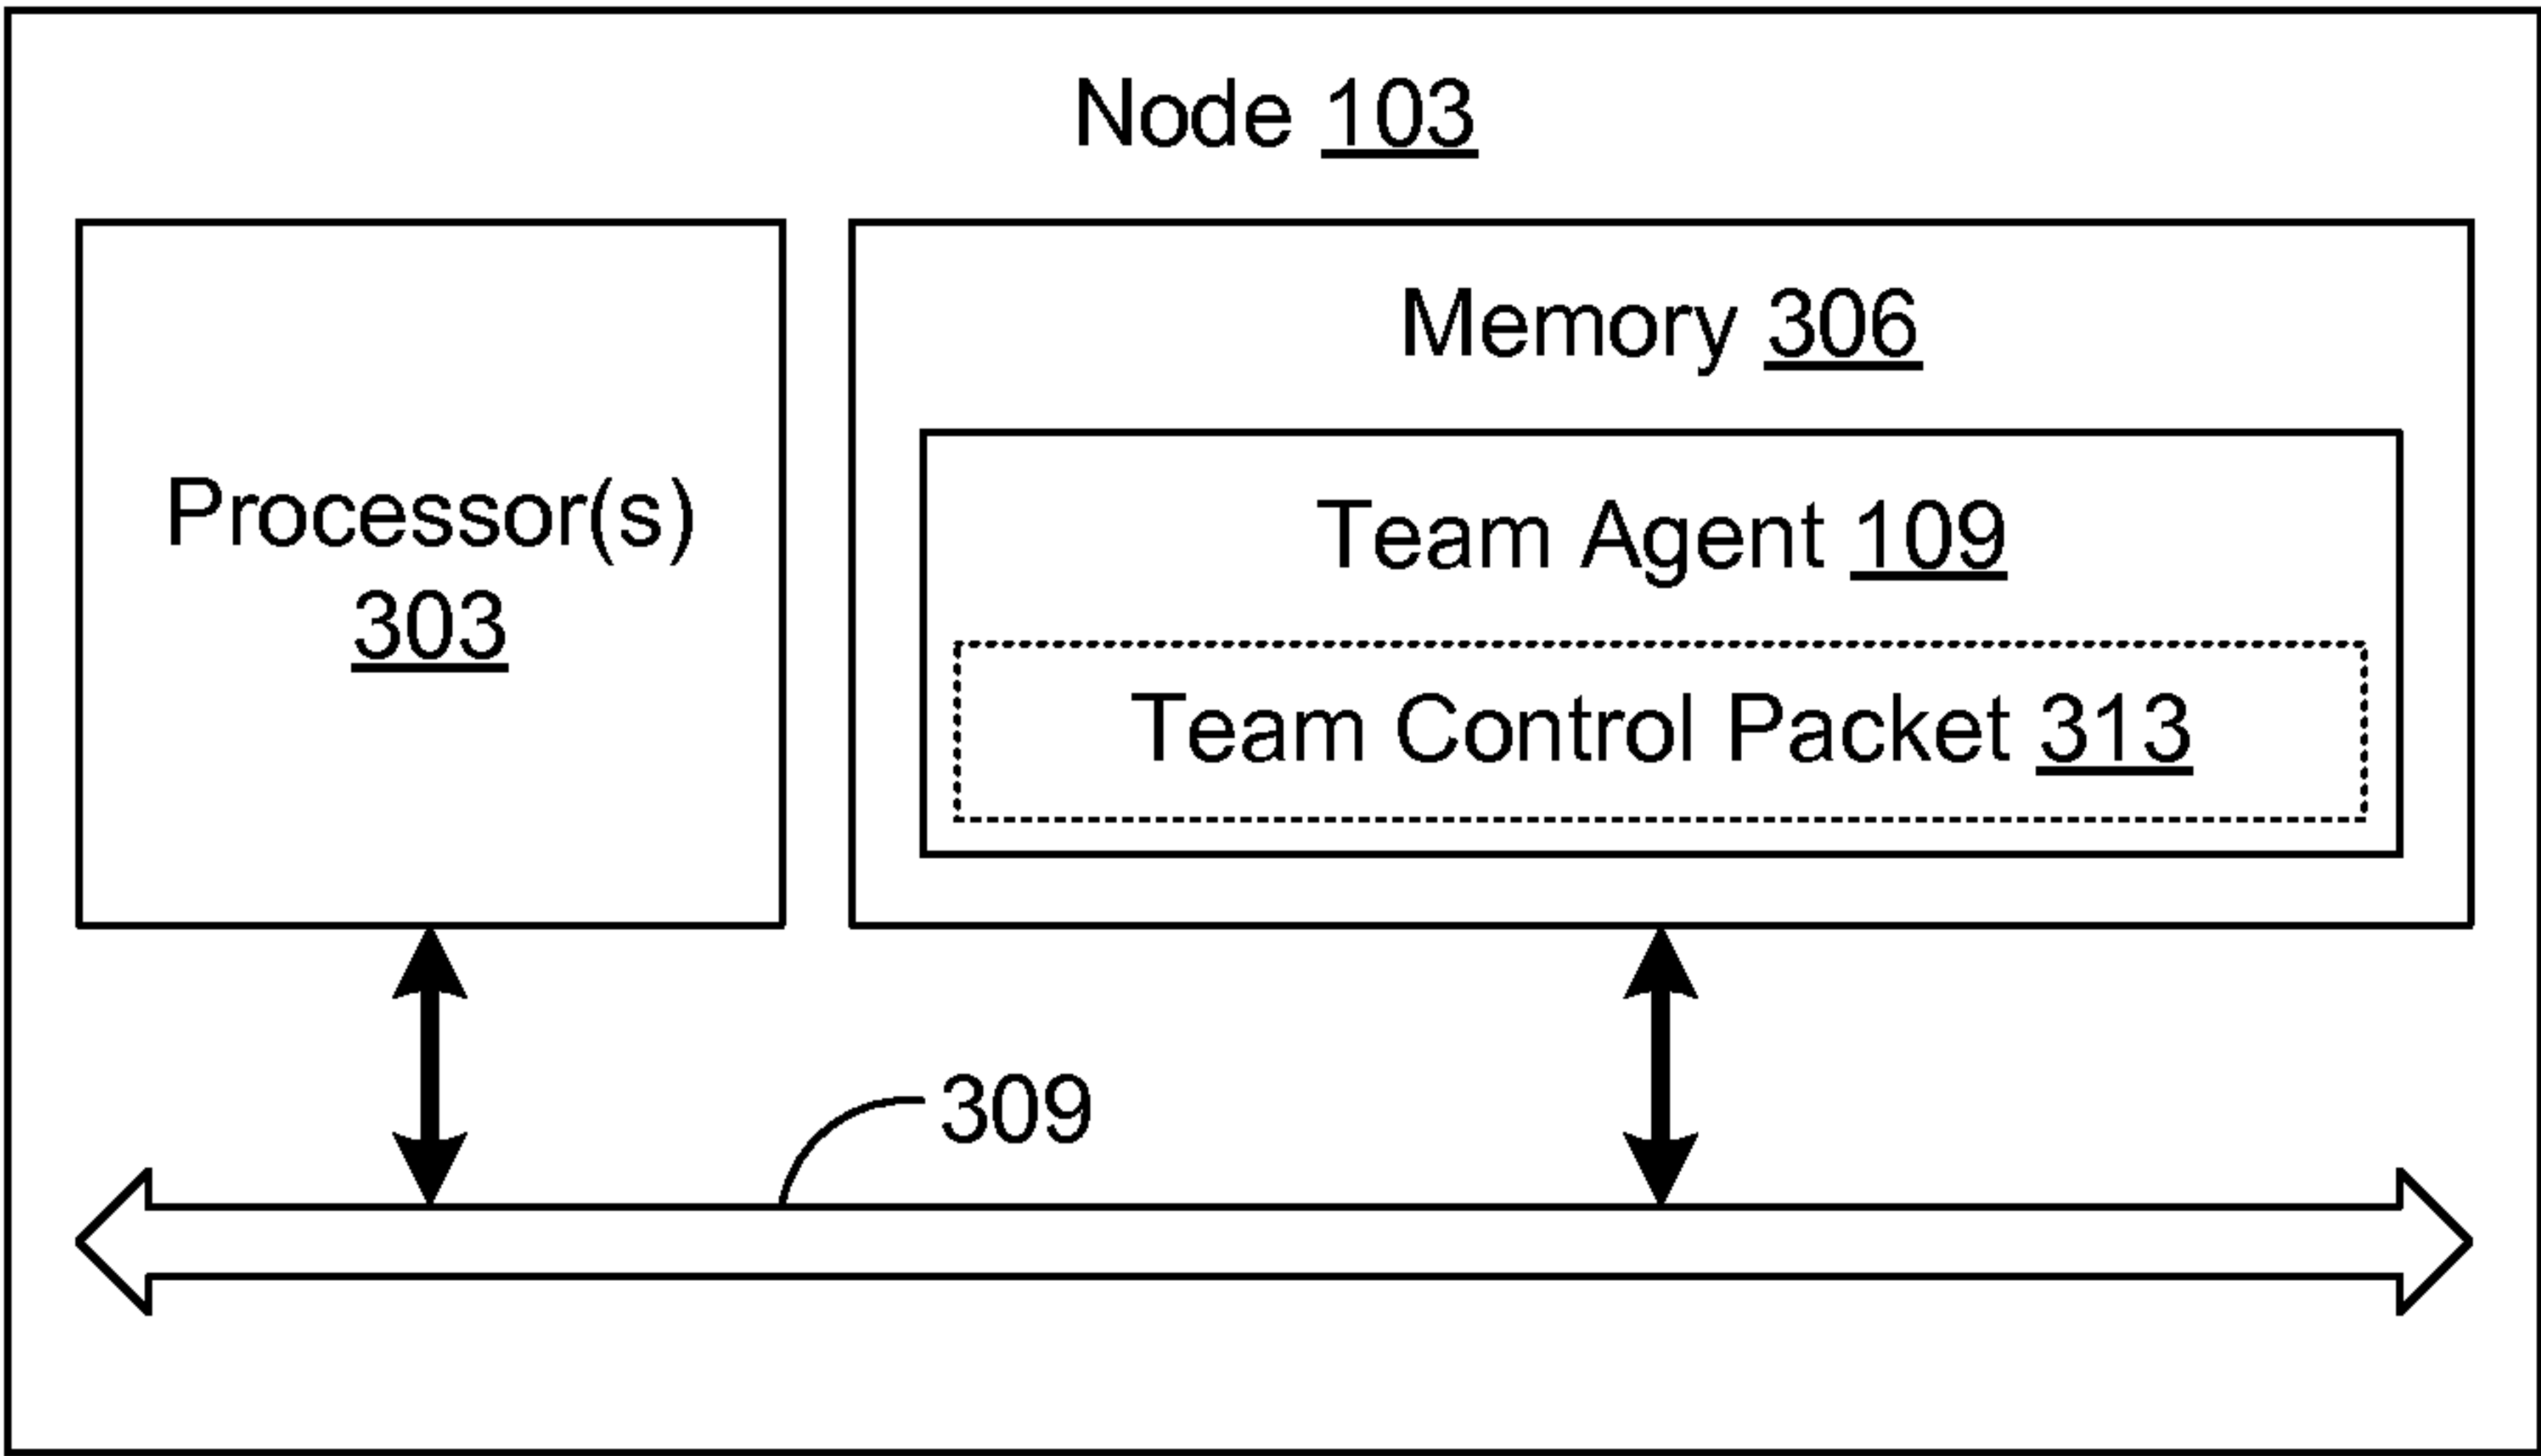 Node 103
Memory 306
Processor(s)
303
Team Agent 109
Team Control Packet 313
309